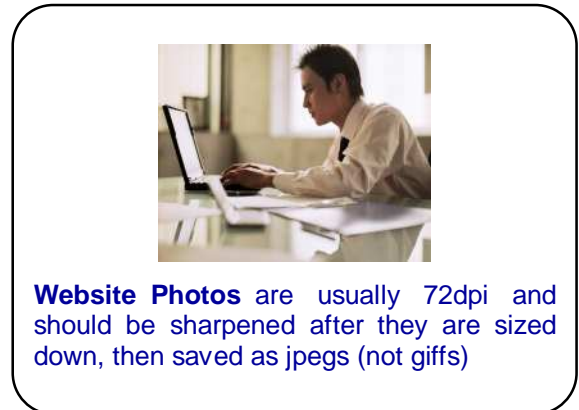 Website Photos are usually 72dpi and
should be sharpened after they are sized
down, then saved as jpegs (not giffs)